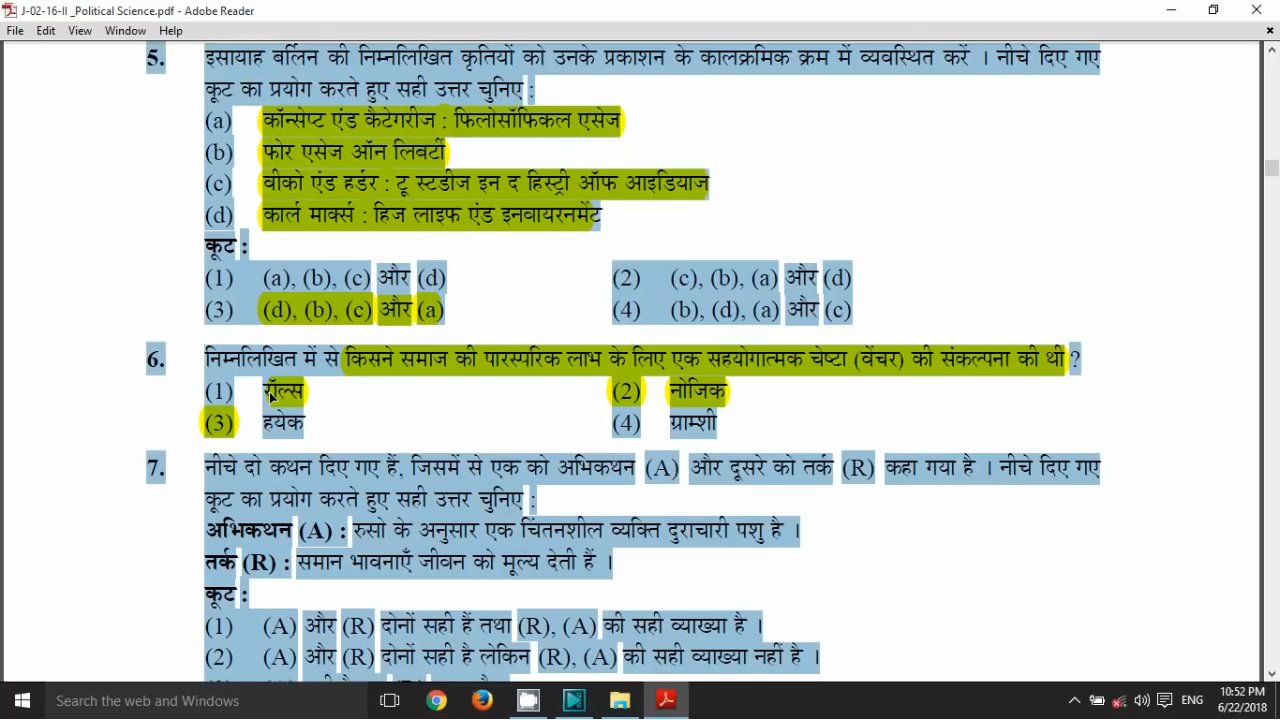 J-02-16-II _Political Science.pdf - Adobe Reader
File Edit View Window Help
5. इसायाह बर्लिन की निम्नलिखित कृतियों को उनके प्रकाशन के कालक्रमिक क्रम में व्यवस्थित करें । नीचे दिए गए
कूट का प्रयोग करते हुए सही उत्तर चुनिए :
(a) कॉन्सेप्ट एंड कैटेगरीज : फिलोसॉफिकल एसेज
(b) फोर एसेज ऑन लिबर्टी
(c) वीको एंड हर्डर : टू स्टडीज इन द हिस्ट्री ऑफ आइडियाज
(d) कार्ल मार्क्स : हिज लाइफ एंड इनवायरनमेंट
कूट :
(1) (a), (b), (c) और (d) (2) (c), (b), (a) और (d)
(3) (d), (b), (c) और (a) (4) (b), (d), (a) और (c)
6. निम्नलिखित में से किसने समाज की पारस्परिक लाभ के लिए एक सहयोगात्मक चेष्टा (वेंचर) की संकल्पना की थी ?
(1) रॉल्स (2) नोजिक
(3) हयेक (4) ग्राम्शी
7. नीचे दो कथन दिए गए हैं, जिसमें से एक को अभिकथन (A) और दूसरे को तर्क (R) कहा गया है । नीचे दिए गए
कूट का प्रयोग करते हुए सही उत्तर चुनिए :
अभिकथन (A) : रुसो के अनुसार एक चिंतनशील व्यक्ति दुराचारी पशु है ।
तर्क (R) : समान भावनाएँ जीवन को मूल्य देती हैं ।
कूट :
(1) (A) और (R) दोनों सही हैं तथा (R), (A) की सही व्याख्या है ।
(2) (A) और (R) दोनों सही है लेकिन (R), (A) की सही व्याख्या नहीं है ।
Search the web and Windows
ENG
10:52 PM
6/22/2018